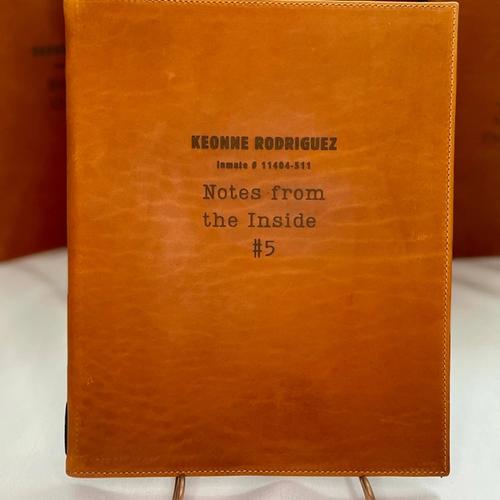 KEONNE RODRIGUEZ
Inmate # 11404-511
Notes from
the Inside
#5